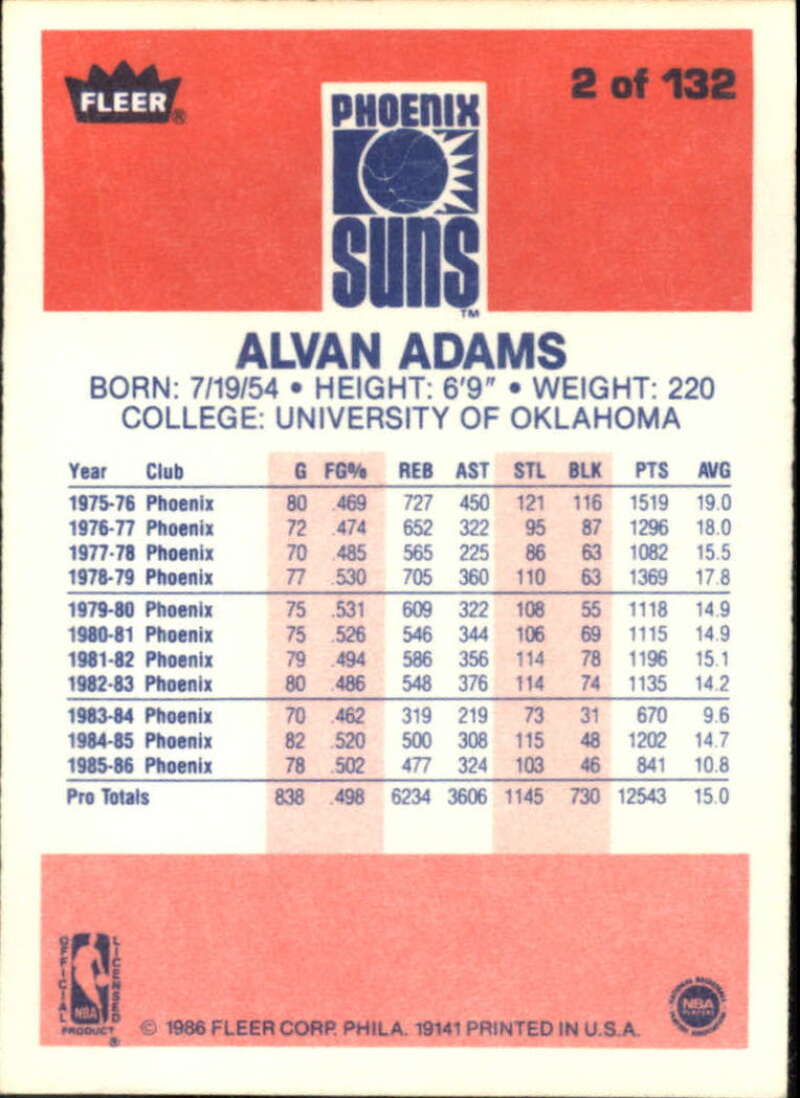 FLEER®
2 of 132
PHOENIX
SUNS
™
ALVAN ADAMS
BORN: 7/19/54 • HEIGHT: 6'9" • WEIGHT: 220
COLLEGE: UNIVERSITY OF OKLAHOMA
Year Club G FG% REB AST STL BLK PTS AVG
1975-76 Phoenix 80 .469 727 450 121 116 1519 19.0
1976-77 Phoenix 72 .474 652 322 95 87 1296 18.0
1977-78 Phoenix 70 .485 565 225 86 63 1082 15.5
1978-79 Phoenix 77 .530 705 360 110 63 1369 17.8
1979-80 Phoenix 75 .531 609 322 108 55 1118 14.9
1980-81 Phoenix 75 .526 546 344 106 69 1115 14.9
1981-82 Phoenix 79 .494 586 356 114 78 1196 15.1
1982-83 Phoenix 80 .486 548 376 114 74 1135 14.2
1983-84 Phoenix 70 .462 319 219 73 31 670 9.6
1984-85 Phoenix 82 .520 500 308 115 48 1202 14.7
1985-86 Phoenix 78 .502 477 324 103 46 841 10.8
Pro Totals 838 .498 6234 3606 1145 730 12543 15.0
OFFICIAL
LICENSED
NBA
PRODUCT
®
© 1986 FLEER CORP. PHILA. 19141 PRINTED IN U.S.A.
NATIONAL BASKETBALL
NBA
PLAYERS